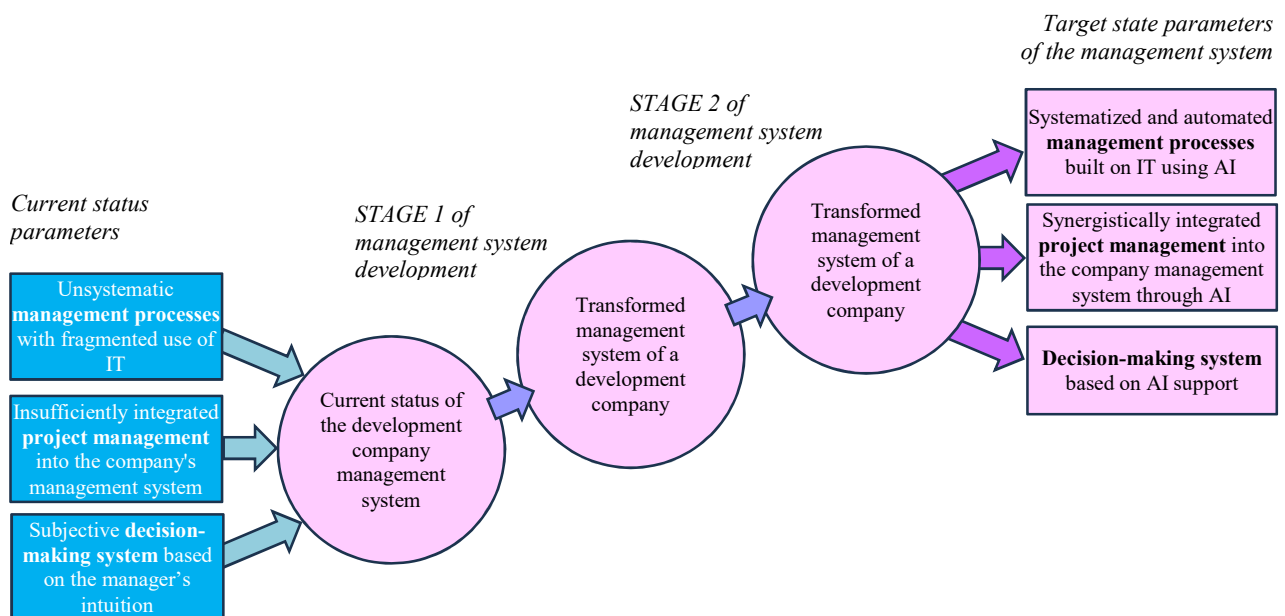 Target state parameters
of the management system
STAGE 2 of
management system
development
Systematized and automated
management processes
built on IT using AI
Synergistically integrated
project management into
the company management
system through AI
Decision-making system
based on AI support
Transformed
management
system of a
development
company
STAGE 1 of
management system
development
Transformed
management
system of a
development
company
Current status
parameters
Unsystematic
management processes
with fragmented use of
IT
Insufficiently integrated
project management
into the company's
management system
Subjective decision-
making system based
on the manager’s
intuition
Current status of
the development
company
management
system